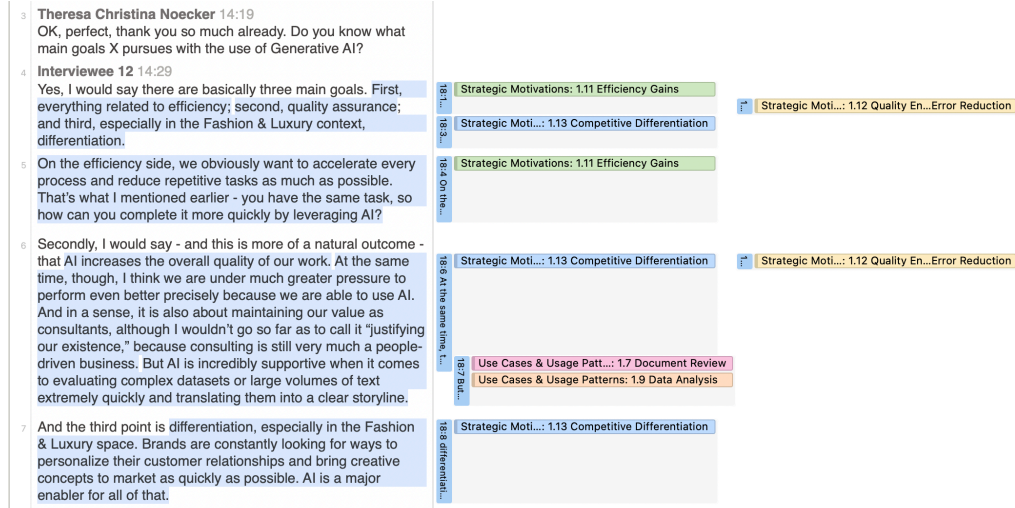 3 Theresa Christina Noecker 14:19
OK, perfect, thank you so much already. Do you know what
main goals X pursues with the use of Generative AI?
4 Interviewee 12 14:29
Yes, I would say there are basically three main goals. First,
everything related to efficiency; second, quality assurance;
and third, especially in the Fashion & Luxury context,
differentiation.
18:1...
Strategic Motivations: 1.11 Efficiency Gains
1...
Strategic Moti...: 1.12 Quality En...Error Reduction
18:3...
Strategic Moti...: 1.13 Competitive Differentiation
5 On the efficiency side, we obviously want to accelerate every
process and reduce repetitive tasks as much as possible.
That's what I mentioned earlier - you have the same task, so
how can you complete it more quickly by leveraging AI?
18:4 On the...
Strategic Motivations: 1.11 Efficiency Gains
6 Secondly, I would say - and this is more of a natural outcome -
that AI increases the overall quality of our work. At the same
time, though, I think we are under much greater pressure to
perform even better precisely because we are able to use AI.
And in a sense, it is also about maintaining our value as
consultants, although I wouldn't go so far as to call it “justifying
our existence,” because consulting is still very much a people-
driven business. But AI is incredibly supportive when it comes
to evaluating complex datasets or large volumes of text
extremely quickly and translating them into a clear storyline.
18:6 At the same time, t...
Strategic Moti...: 1.13 Competitive Differentiation
1...
Strategic Moti...: 1.12 Quality En...Error Reduction
18:7 But...
Use Cases & Usage Patt...: 1.7 Document Review
Use Cases & Usage Patterns: 1.9 Data Analysis
7 And the third point is differentiation, especially in the Fashion
& Luxury space. Brands are constantly looking for ways to
personalize their customer relationships and bring creative
concepts to market as quickly as possible. AI is a major
enabler for all of that.
18:8 differentiati...
Strategic Moti...: 1.13 Competitive Differentiation